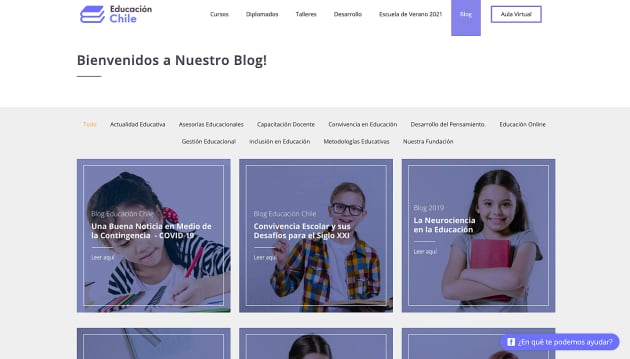 Educación
Chile
Cursos Diplomados Talleres Desarrollo Escuela de Verano 2021 Blog Aula Virtual
Bienvenidos a Nuestro Blog!
Todo Actualidad Educativa Asesorías Educacionales Capacitación Docente Convivencia en Educación Desarrollo del Pensamiento. Educación Online
Gestión Educacional Inclusión en Educación Metodologías Educativas Nuestra Fundación
Blog Educación Chile
Una Buena Noticia en Medio de
la Contingencia - COVID 19
Leer aquí
Blog Educación Chile
Convivencia Escolar y sus
Desafíos para el Siglo XXI
Leer aquí
Blog 2019
La Neurociencia
en la Educación
Leer aquí
¿En qué te podemos ayudar?